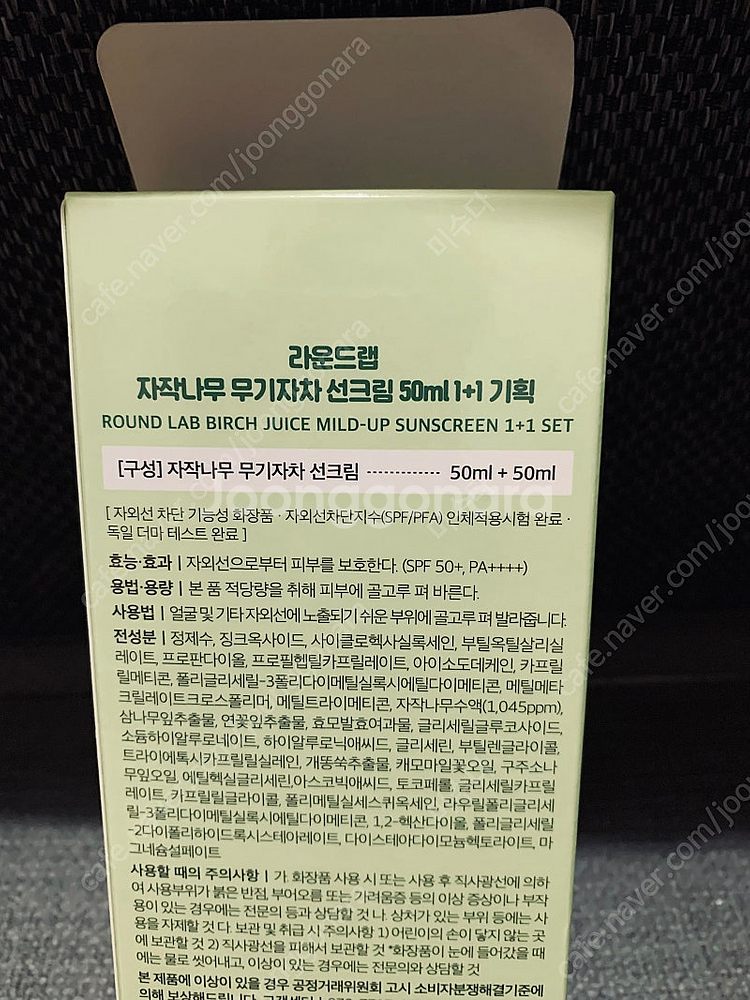 라운드랩
자작나무 무기자차 선크림 50ml 1+1 기획
ROUND LAB BIRCH JUICE MILD-UP SUNSCREEN 1+1 SET
[구성] 자작나무 무기자차 선크림 ------------- 50ml + 50ml
Joonggonara
[ 자외선 차단 기능성 화장품 · 자외선차단지수(SPF/PFA) 인체적용시험 완료 ·
독일 더마 테스트 완료 ]
효능·효과 | 자외선으로부터 피부를 보호한다. (SPF 50+, PA++++)
용법·용량 | 본 품 적당량을 취해 피부에 골고루 펴 바른다.
사용법 | 얼굴 및 기타 자외선에 노출되기 쉬운 부위에 골고루 펴 발라줍니다.
전성분 | 정제수, 징크옥사이드, 사이클로헥사실록세인, 부틸옥틸살리실
레이트, 프로판다이올, 프로필헵틸카프릴레이트, 아이소도데케인, 카프릴
릴메티콘, 폴리글리세릴-3폴리다이메틸실록시에틸다이메티콘, 메틸메타
크릴레이트크로스폴리머, 메틸트라이메티콘, 자작나무수액(1,045ppm),
삼나무잎추출물, 연꽃잎추출물, 효모발효여과물, 글리세릴글루코사이드,
소듐하이알루로네이트, 하이알루로닉애씨드, 글리세린, 부틸렌글라이콜,
트라이에톡시카프릴릴실레인, 개똥쑥추출물, 캐모마일꽃오일, 구주소나
무잎오일, 에틸헥실글리세린,아스코빅애씨드, 토코페롤, 글리세릴카프릴
레이트, 카프릴릴글라이콜, 폴리메틸실세스퀴옥세인, 라우릴폴리글리세
릴-3폴리다이메틸실록시에틸다이메티콘, 1,2-헥산다이올, 폴리글리세릴
-2다이폴리하이드록시스테아레이트, 다이스테아다이모늄헥토라이트, 마
그네슘설페이트
사용할 때의 주의사항 | 가. 화장품 사용 시 또는 사용 후 직사광선에 의하
여 사용부위가 붉은 반점, 부어오름 또는 가려움증 등의 이상 증상이나 부작
용이 있는 경우에는 전문의 등과 상담할 것 나. 상처가 있는 부위 등에는 사
용을 자제할 것 다. 보관 및 취급 시 주의사항 1) 어린이의 손이 닿지 않는 곳
에 보관할 것 2) 직사광선을 피해서 보관할 것 *화장품이 눈에 들어갔을 때
에는 물로 씻어내고, 이상이 있는 경우에는 전문의와 상담할 것
본 제품에 이상이 있을 경우 공정거래위원회 고시 소비자분쟁해결기준에
의해 보상해드립니다. 고객센터
cafe.naver.com/joonggonara
미수다